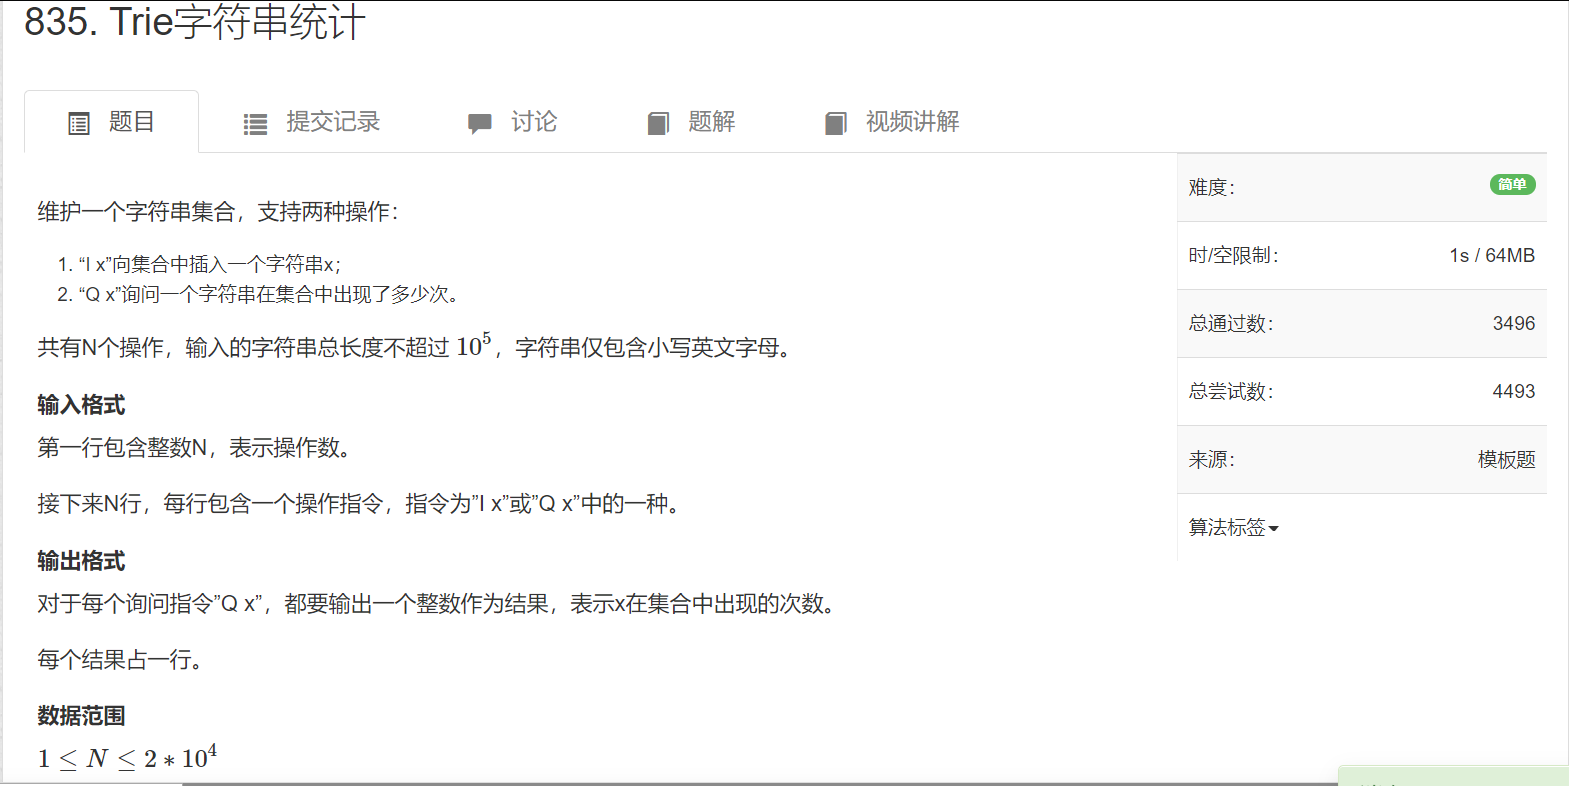 835. Trie字符串统计
题目
提交记录
讨论
题解
视频讲解
维护一个字符串集合，支持两种操作：
1. “I x”向集合中插入一个字符串x；
2. “Q x”询问一个字符串在集合中出现了多少次。
共有N个操作，输入的字符串总长度不超过 10⁵，字符串仅包含小写英文字母。
输入格式
第一行包含整数N，表示操作数。
接下来N行，每行包含一个操作指令，指令为”I x”或”Q x”中的一种。
输出格式
对于每个询问指令”Q x”，都要输出一个整数作为结果，表示x在集合中出现的次数。
每个结果占一行。
数据范围
1 ≤ N ≤ 2 ∗ 10⁴
难度：
简单
时/空限制：
1s / 64MB
总通过数：
3496
总尝试数：
4493
来源：
模板题
算法标签